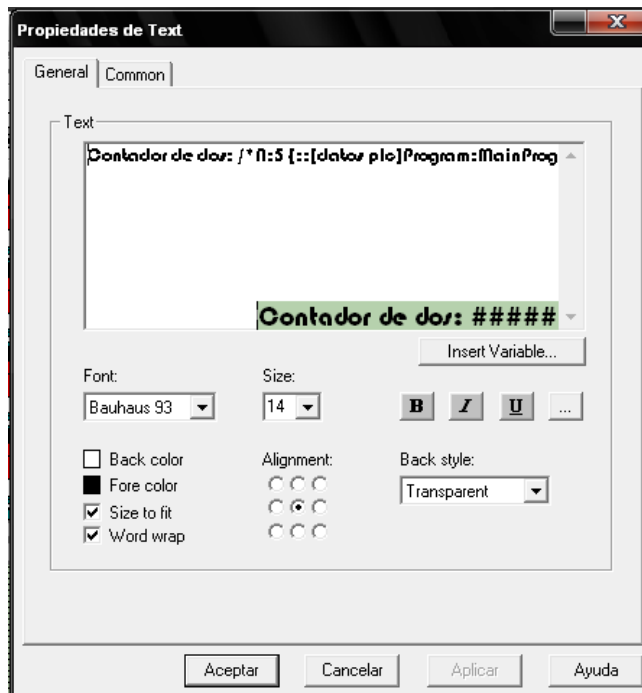 Propiedades de Text
General Common
Text
Contador de dos: /*N:5 {::[datos plc]Program:MainProg
Contador de dos: #####
Insert Variable...
Font: Size:
Bauhaus 93 14 B I U ...
Back color Alignment: Back style:
Fore color
Transparent
Size to fit
Word wrap
Aceptar Cancelar Aplicar Ayuda